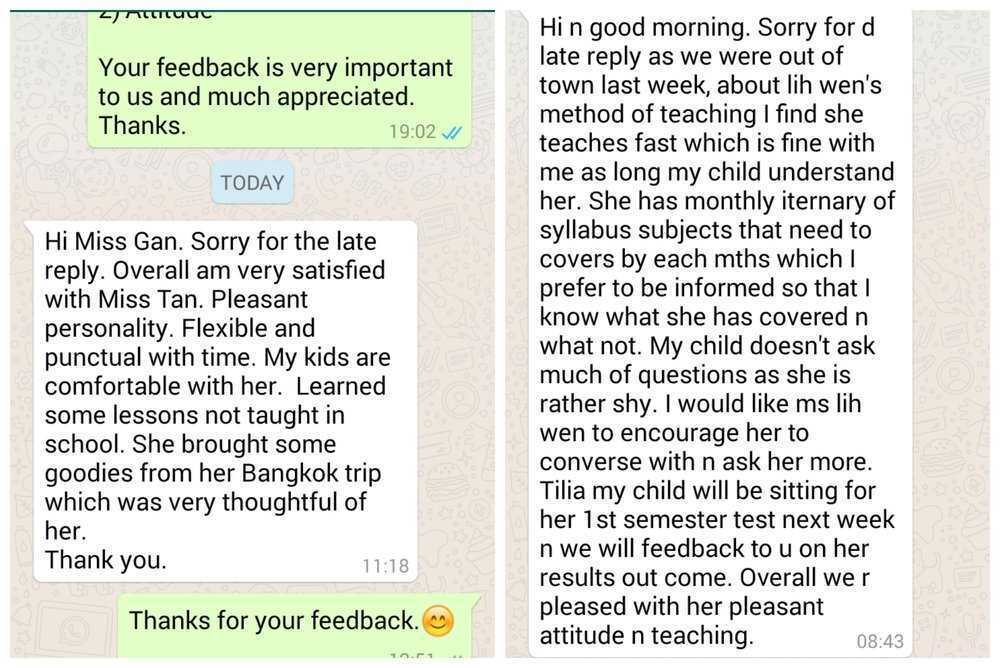 2) Attitude
Your feedback is very important
to us and much appreciated.
Thanks.
19:02
TODAY
Hi Miss Gan. Sorry for the late
reply. Overall am very satisfied
with Miss Tan. Pleasant
personality. Flexible and
punctual with time. My kids are
comfortable with her. Learned
some lessons not taught in
school. She brought some
goodies from her Bangkok trip
which was very thoughtful of
her.
Thank you.
11:18
Thanks for your feedback.😊
12:51
Hi n good morning. Sorry for d
late reply as we were out of
town last week, about lih wen's
method of teaching I find she
teaches fast which is fine with
me as long my child understand
her. She has monthly iternary of
syllabus subjects that need to
covers by each mths which I
prefer to be informed so that I
know what she has covered n
what not. My child doesn't ask
much of questions as she is
rather shy. I would like ms lih
wen to encourage her to
converse with n ask her more.
Tilia my child will be sitting for
her 1st semester test next week
n we will feedback to u on her
results out come. Overall we r
pleased with her pleasant
attitude n teaching.
08:43